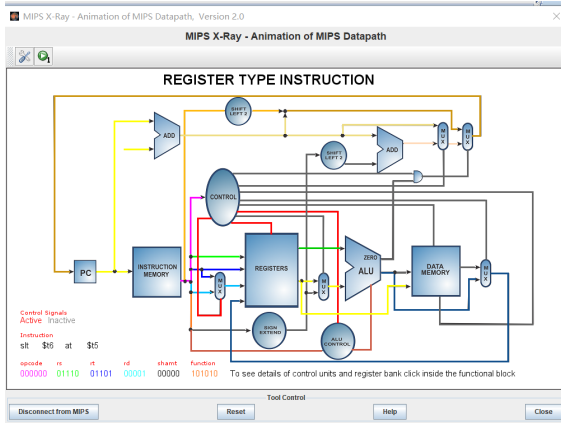 MIPS X-Ray - Animation of MIPS Datapath, Version 2.0
MIPS X-Ray - Animation of MIPS Datapath
REGISTER TYPE INSTRUCTION
SHIFT LEFT 2
ADD
MUX
MUX
SHIFT LEFT 2
ADD
CONTROL
PC
INSTRUCTION MEMORY
MUX
REGISTERS
MUX
ZERO
ALU
DATA MEMORY
MUX
SIGN EXTEND
ALU CONTROL
Control Signals
Active Inactive
Instruction
slt $t6 at $t5
opcode rs rt rd shamt function
000000 01110 01101 00001 00000 101010
To see details of control units and register bank click inside the functional block
Tool Control
Disconnect from MIPS Reset Help Close